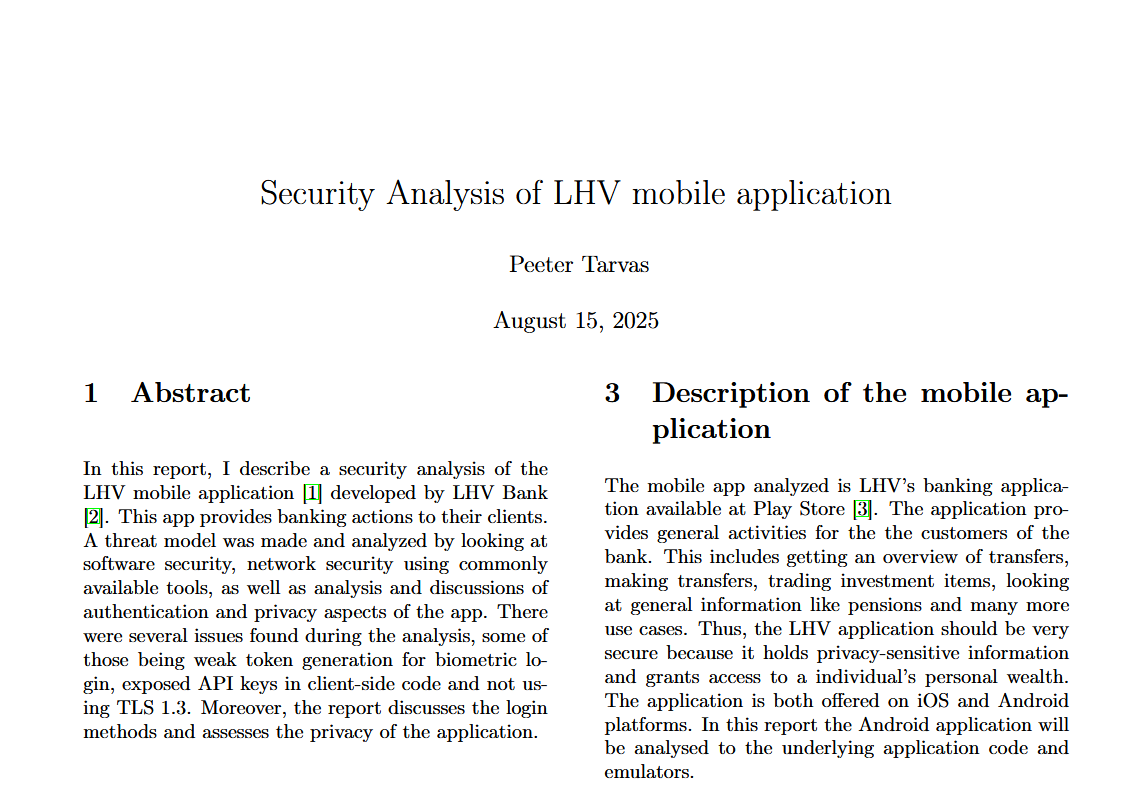 Security Analysis of LHV mobile application
Peeter Tarvas
August 15, 2025
1 Abstract
In this report, I describe a security analysis of the
LHV mobile application [1] developed by LHV Bank
[2]. This app provides banking actions to their clients.
A threat model was made and analyzed by looking at
software security, network security using commonly
available tools, as well as analysis and discussions of
authentication and privacy aspects of the app. There
were several issues found during the analysis, some of
those being weak token generation for biometric lo-
gin, exposed API keys in client-side code and not us-
ing TLS 1.3. Moreover, the report discusses the login
methods and assesses the privacy of the application.
3 Description of the mobile ap-
plication
The mobile app analyzed is LHV's banking applica-
tion available at Play Store [3]. The application pro-
vides general activities for the the customers of the
bank. This includes getting an overview of transfers,
making transfers, trading investment items, looking
at general information like pensions and many more
use cases. Thus, the LHV application should be very
secure because it holds privacy-sensitive information
and grants access to a individual's personal wealth.
The application is both offered on iOS and Android
platforms. In this report the Android application will
be analysed to the underlying application code and
emulators.